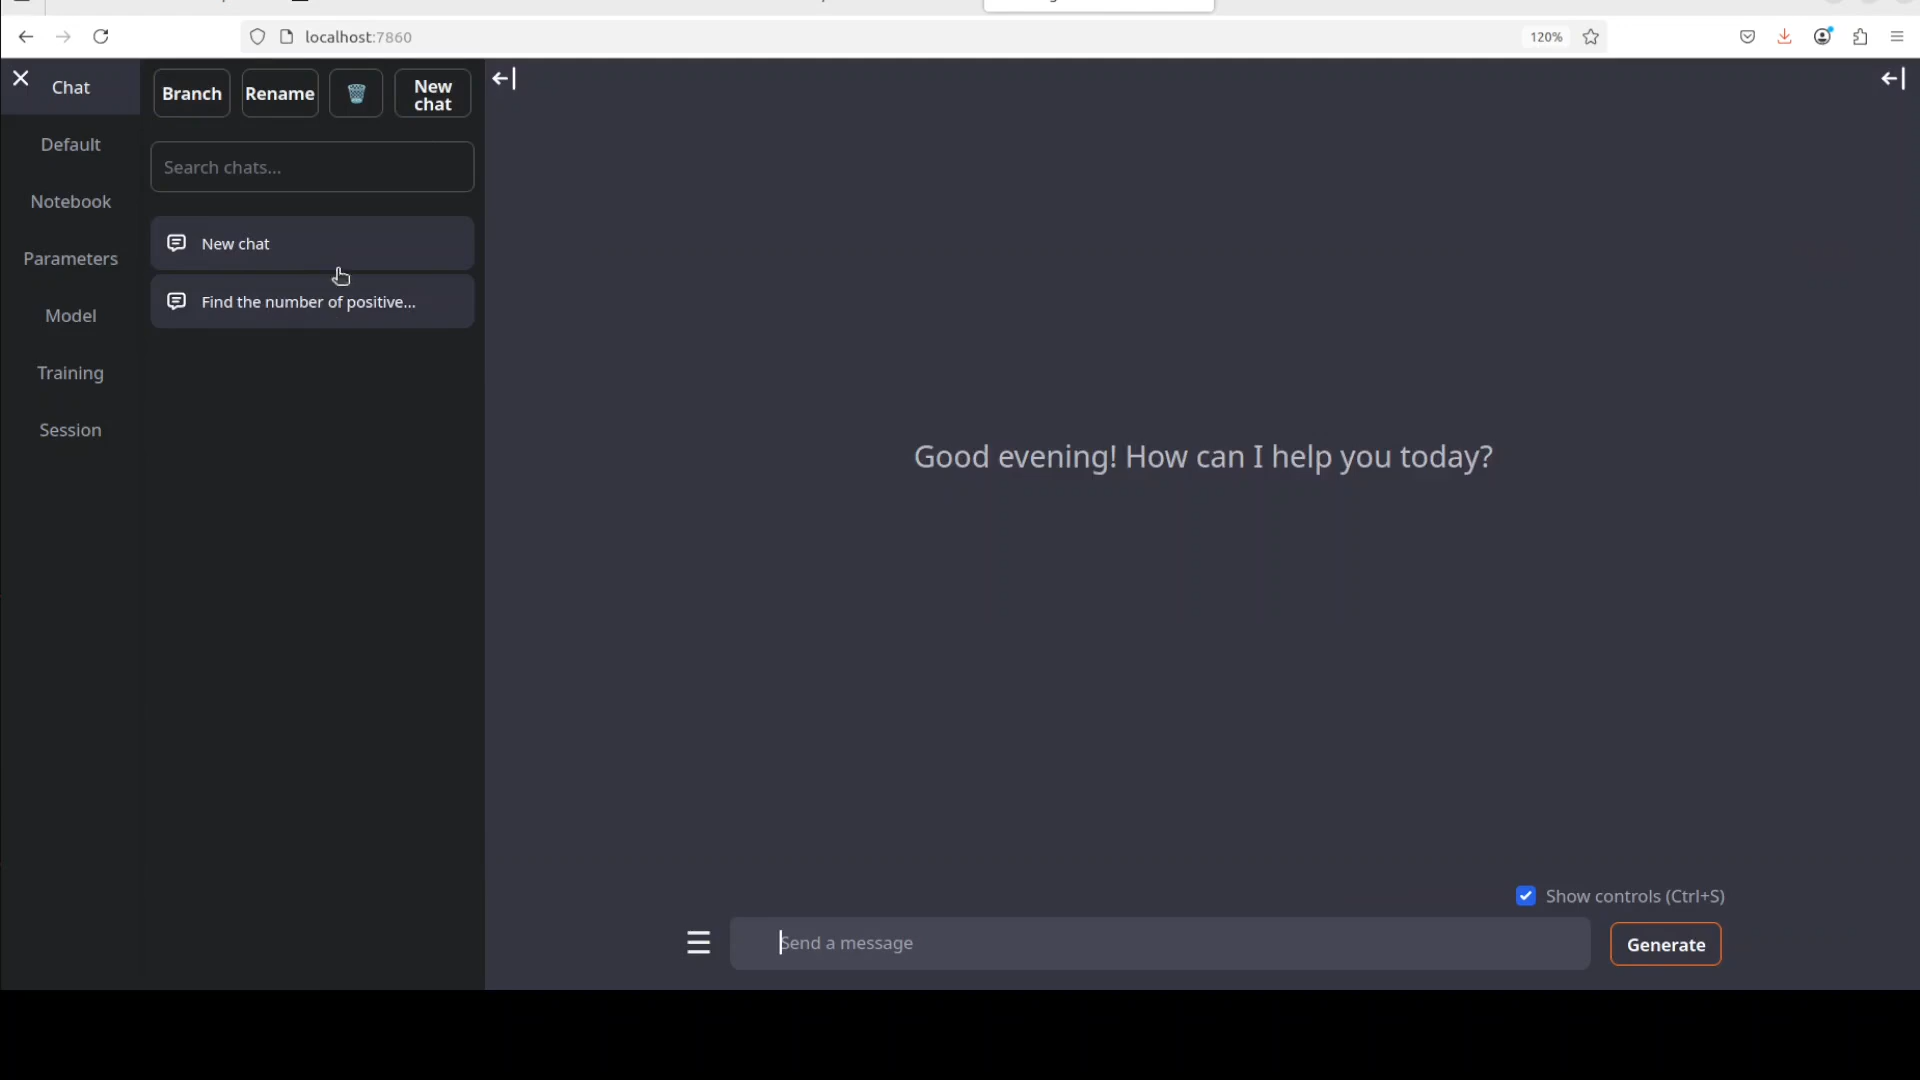 localhost:7860
120%
Chat
Default
Notebook
Parameters
Model
Training
Session
Branch
Rename
New
chat
Search chats...
New chat
Find the number of positive...
Good evening! How can I help you today?
Show controls (Ctrl+S)
Send a message
Generate